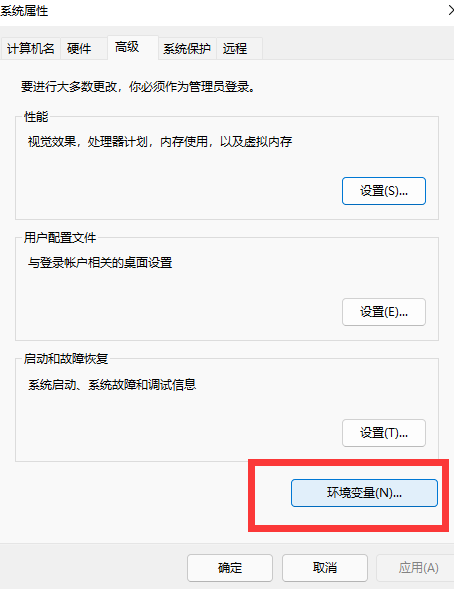 系统属性
计算机名 硬件 高级 系统保护 远程
要进行大多数更改，你必须作为管理员登录。
性能
视觉效果，处理器计划，内存使用，以及虚拟内存
设置(S)...
用户配置文件
与登录帐户相关的桌面设置
设置(E)...
启动和故障恢复
系统启动、系统故障和调试信息
设置(T)...
环境变量(N)...
确定 取消 应用(A)